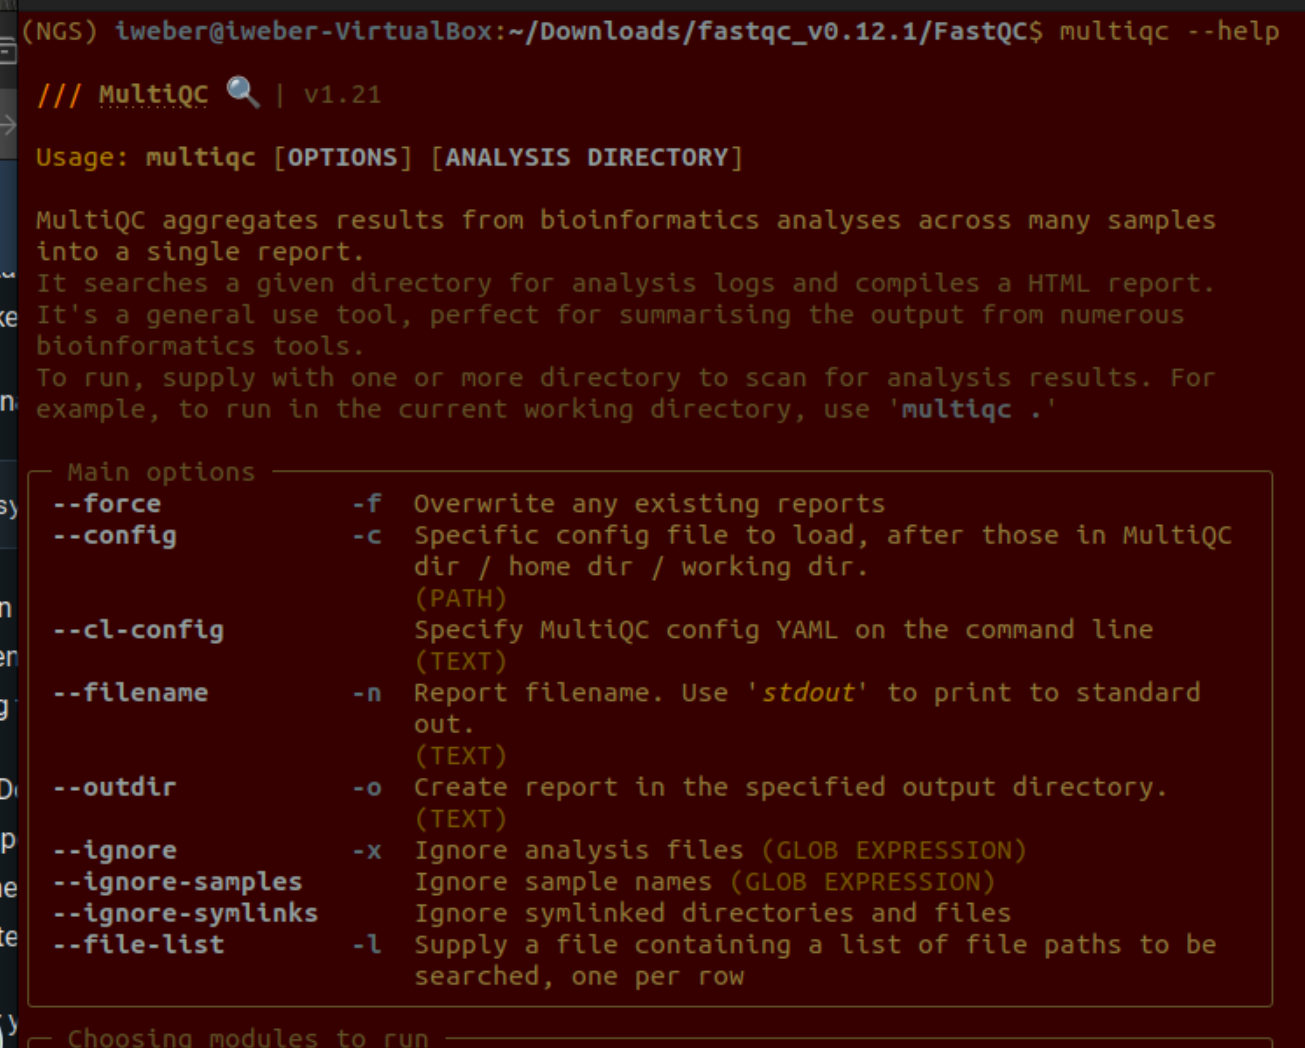 (NGS) iweber@iweber-VirtualBox:~/Downloads/fastqc_v0.12.1/FastQC$ multiqc --help
/// MultiQC 🔍 | v1.21
Usage: multiqc [OPTIONS] [ANALYSIS DIRECTORY]
MultiQC aggregates results from bioinformatics analyses across many samples
into a single report.
It searches a given directory for analysis logs and compiles a HTML report.
It's a general use tool, perfect for summarising the output from numerous
bioinformatics tools.
To run, supply with one or more directory to scan for analysis results. For
example, to run in the current working directory, use 'multiqc .'
Main options
--force -f Overwrite any existing reports
--config -c Specific config file to load, after those in MultiQC
dir / home dir / working dir.
(PATH)
--cl-config Specify MultiQC config YAML on the command line
(TEXT)
--filename -n Report filename. Use 'stdout' to print to standard
out.
(TEXT)
--outdir -o Create report in the specified output directory.
(TEXT)
--ignore -x Ignore analysis files (GLOB EXPRESSION)
--ignore-samples Ignore sample names (GLOB EXPRESSION)
--ignore-symlinks Ignore symlinked directories and files
--file-list -l Supply a file containing a list of file paths to be
searched, one per row
Choosing modules to run